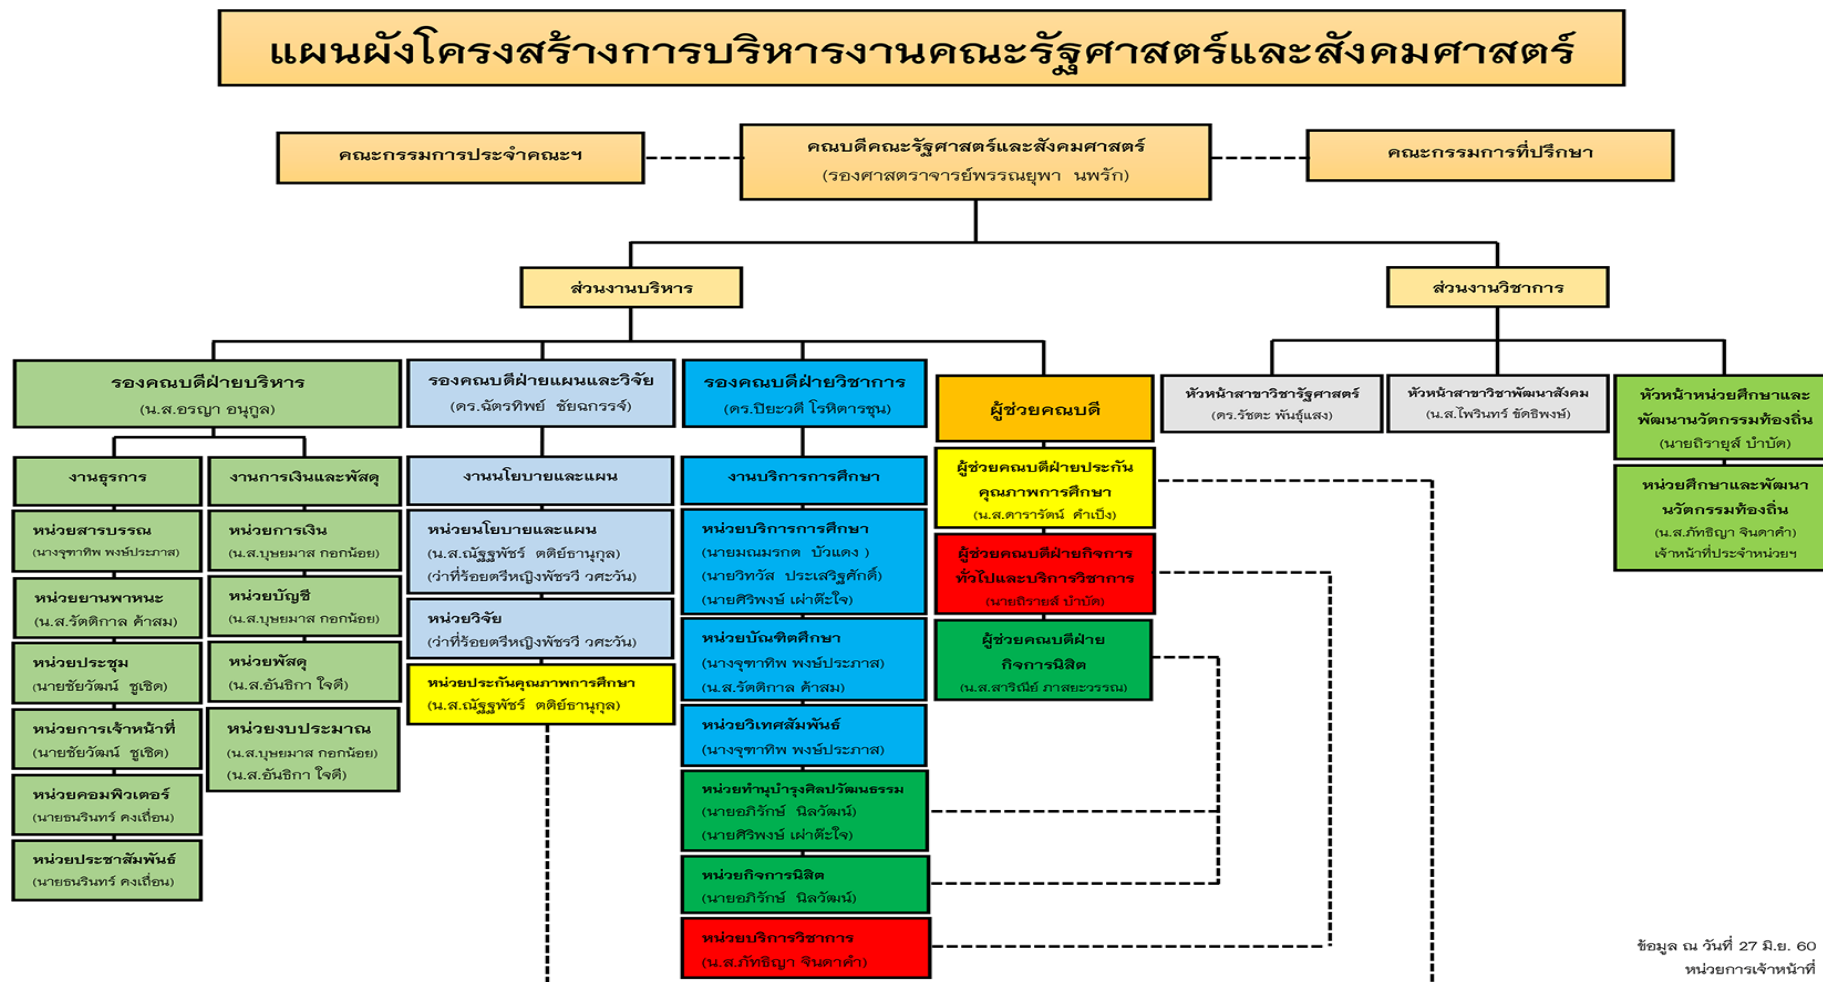 แผนผังโครงสร้างการบริหารงานคณะรัฐศาสตร์และสังคมศาสตร์
คณะกรรมการประจำคณะฯ
คณบดีคณะรัฐศาสตร์และสังคมศาสตร์
(รองศาสตราจารย์พรรณยุพา นพรัก)
คณะกรรมการที่ปรึกษา
ส่วนงานบริหาร
ส่วนงานวิชาการ
รองคณบดีฝ่ายบริหาร
(น.ส.อรญา อนุกูล)
รองคณบดีฝ่ายแผนและวิจัย
(ดร.ฉัตรทิพย์ ชัยฉกรรจ์)
รองคณบดีฝ่ายวิชาการ
(ดร.ปิยะวดี โรหิตารชุน)
ผู้ช่วยคณบดี
หัวหน้าสาขาวิชารัฐศาสตร์
(ดร.รัชตะ พันธุ์แสง)
หัวหน้าสาขาวิชาพัฒนาสังคม
(น.ส.ไพรินทร์ ขัดธิพงษ์)
หัวหน้าหน่วยศึกษาและ
พัฒนานวัตกรรมท้องถิ่น
(นายถิรายุส์ บำบัด)
งานธุรการ
หน่วยสารบรรณ
(นางจุฑาทิพ พงษ์ประภาส)
หน่วยยานพาหนะ
(น.ส.รัตติกาล ค้าสม)
หน่วยประชุม
(นายชัยวัฒน์ ชูเชิด)
หน่วยการเจ้าหน้าที่
(นายชัยวัฒน์ ชูเชิด)
หน่วยคอมพิวเตอร์
(นายธนรินทร์ คงเถื่อน)
หน่วยประชาสัมพันธ์
(นายธนรินทร์ คงเถื่อน)
งานการเงินและพัสดุ
หน่วยการเงิน
(น.ส.บุษยมาส กอกน้อย)
หน่วยบัญชี
(น.ส.บุษยมาส กอกน้อย)
หน่วยพัสดุ
(น.ส.อันธิกา ใจดี)
หน่วยงบประมาณ
(น.ส.บุษยมาส กอกน้อย)
(น.ส.อันธิกา ใจดี)
งานนโยบายและแผน
หน่วยนโยบายและแผน
(น.ส.ณัฐฐพัชร์ ตติย์ธานุกุล)
(ว่าที่ร้อยตรีหญิงพัชรวี วศะวัน)
หน่วยวิจัย
(ว่าที่ร้อยตรีหญิงพัชรวี วศะวัน)
หน่วยประกันคุณภาพการศึกษา
(น.ส.ณัฐฐพัชร์ ตติย์ธานุกุล)
งานบริการการศึกษา
หน่วยบริการการศึกษา
(นายมณมรกต บัวแดง )
(นายวิทวัส ประเสริฐศักดิ์)
(นายศิริพงษ์ เผ่าต๊ะใจ)
หน่วยบัณฑิตศึกษา
(นางจุฑาทิพ พงษ์ประภาส)
(น.ส.รัตติกาล ค้าสม)
หน่วยวิเทศสัมพันธ์
(นางจุฑาทิพ พงษ์ประภาส)
หน่วยทำนุบำรุงศิลปวัฒนธรรม
(นายอภิรักษ์ นิลวัฒน์)
(นายศิริพงษ์ เผ่าต๊ะใจ)
หน่วยกิจการนิสิต
(นายอภิรักษ์ นิลวัฒน์)
หน่วยบริการวิชาการ
(น.ส.ภัทธิญา จินดาคำ)
ผู้ช่วยคณบดีฝ่ายประกัน
คุณภาพการศึกษา
(น.ส.ดารารัตน์ คำเป็ง)
ผู้ช่วยคณบดีฝ่ายกิจการ
ทั่วไปและบริการวิชาการ
(นายถิรายส์ บำบัด)
ผู้ช่วยคณบดีฝ่าย
กิจการนิสิต
(น.ส.สาริณีย์ ภาสยะวรรณ)
หน่วยศึกษาและพัฒนา
นวัตกรรมท้องถิ่น
(น.ส.ภัทธิญา จินดาคำ)
เจ้าหน้าที่ประจำหน่วยฯ
ข้อมูล ณ วันที่ 27 มิ.ย. 60
หน่วยการเจ้าหน้าที่